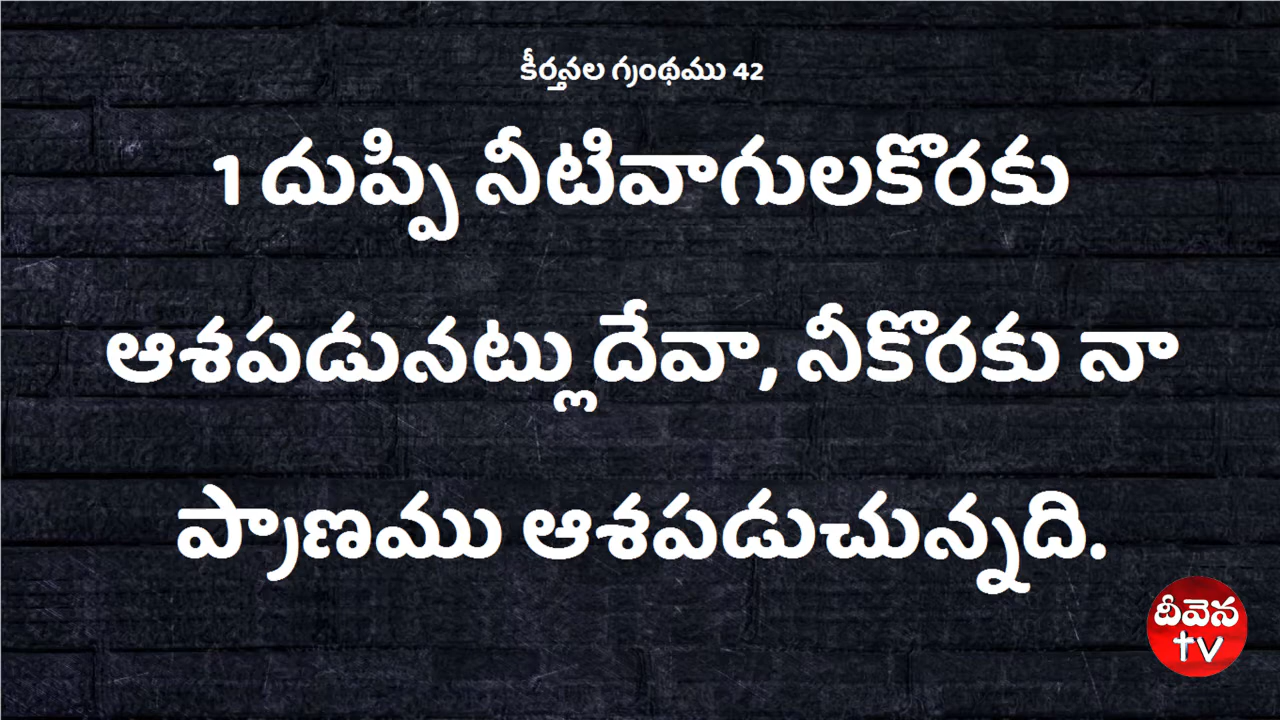 కీర్తనల గ్రంథము 42
1 దుప్పి నీటివాగులకొరకు
ఆశపడునట్లుదేవా, నీకొరకు నా
ప్రాణము ఆశపడుచున్నది.
దీవెన
tv